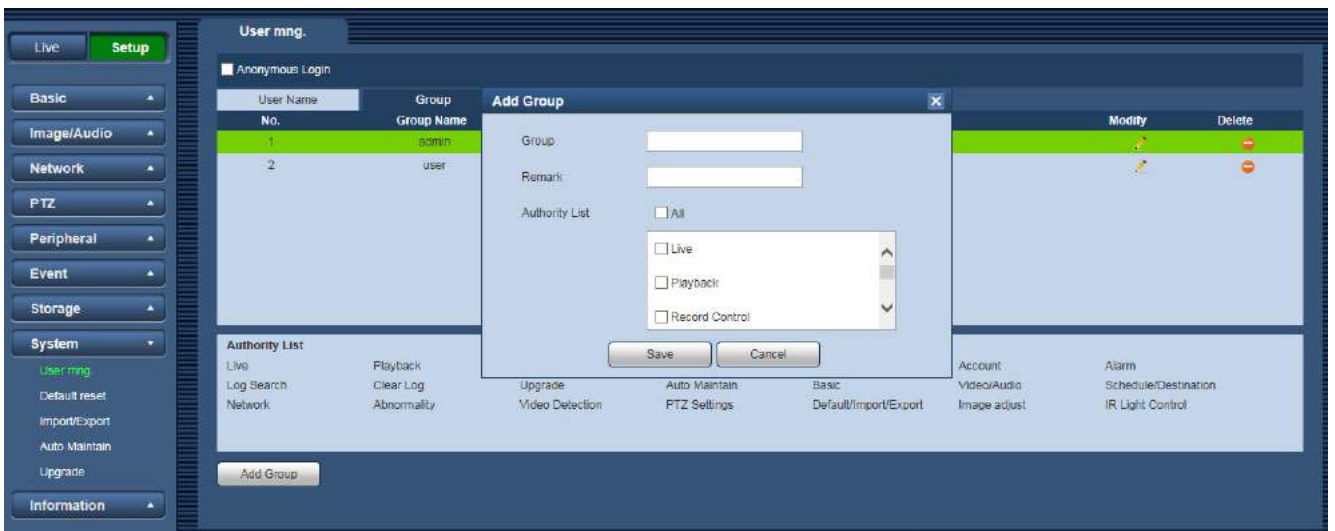 Live Setup
User mng.
Anonymous Login
Basic
Image/Audio
Network
PTZ
Peripheral
Event
Storage
System
User mng.
Default reset
Import/Export
Auto Maintain
Upgrade
Information
User Name Group
No. Group Name Modify Delete
1 admin
2 user
Add Group
Group
Remark
Authority List All
Live
Playback
Record Control
Save Cancel
Authority List
Live Playback Account Alarm
Log Search Clear Log Upgrade Auto Maintain Basic Video/Audio Schedule/Destination
Network Abnormality Video Detection PTZ Settings Default/Import/Export Image adjust IR Light Control
Add Group